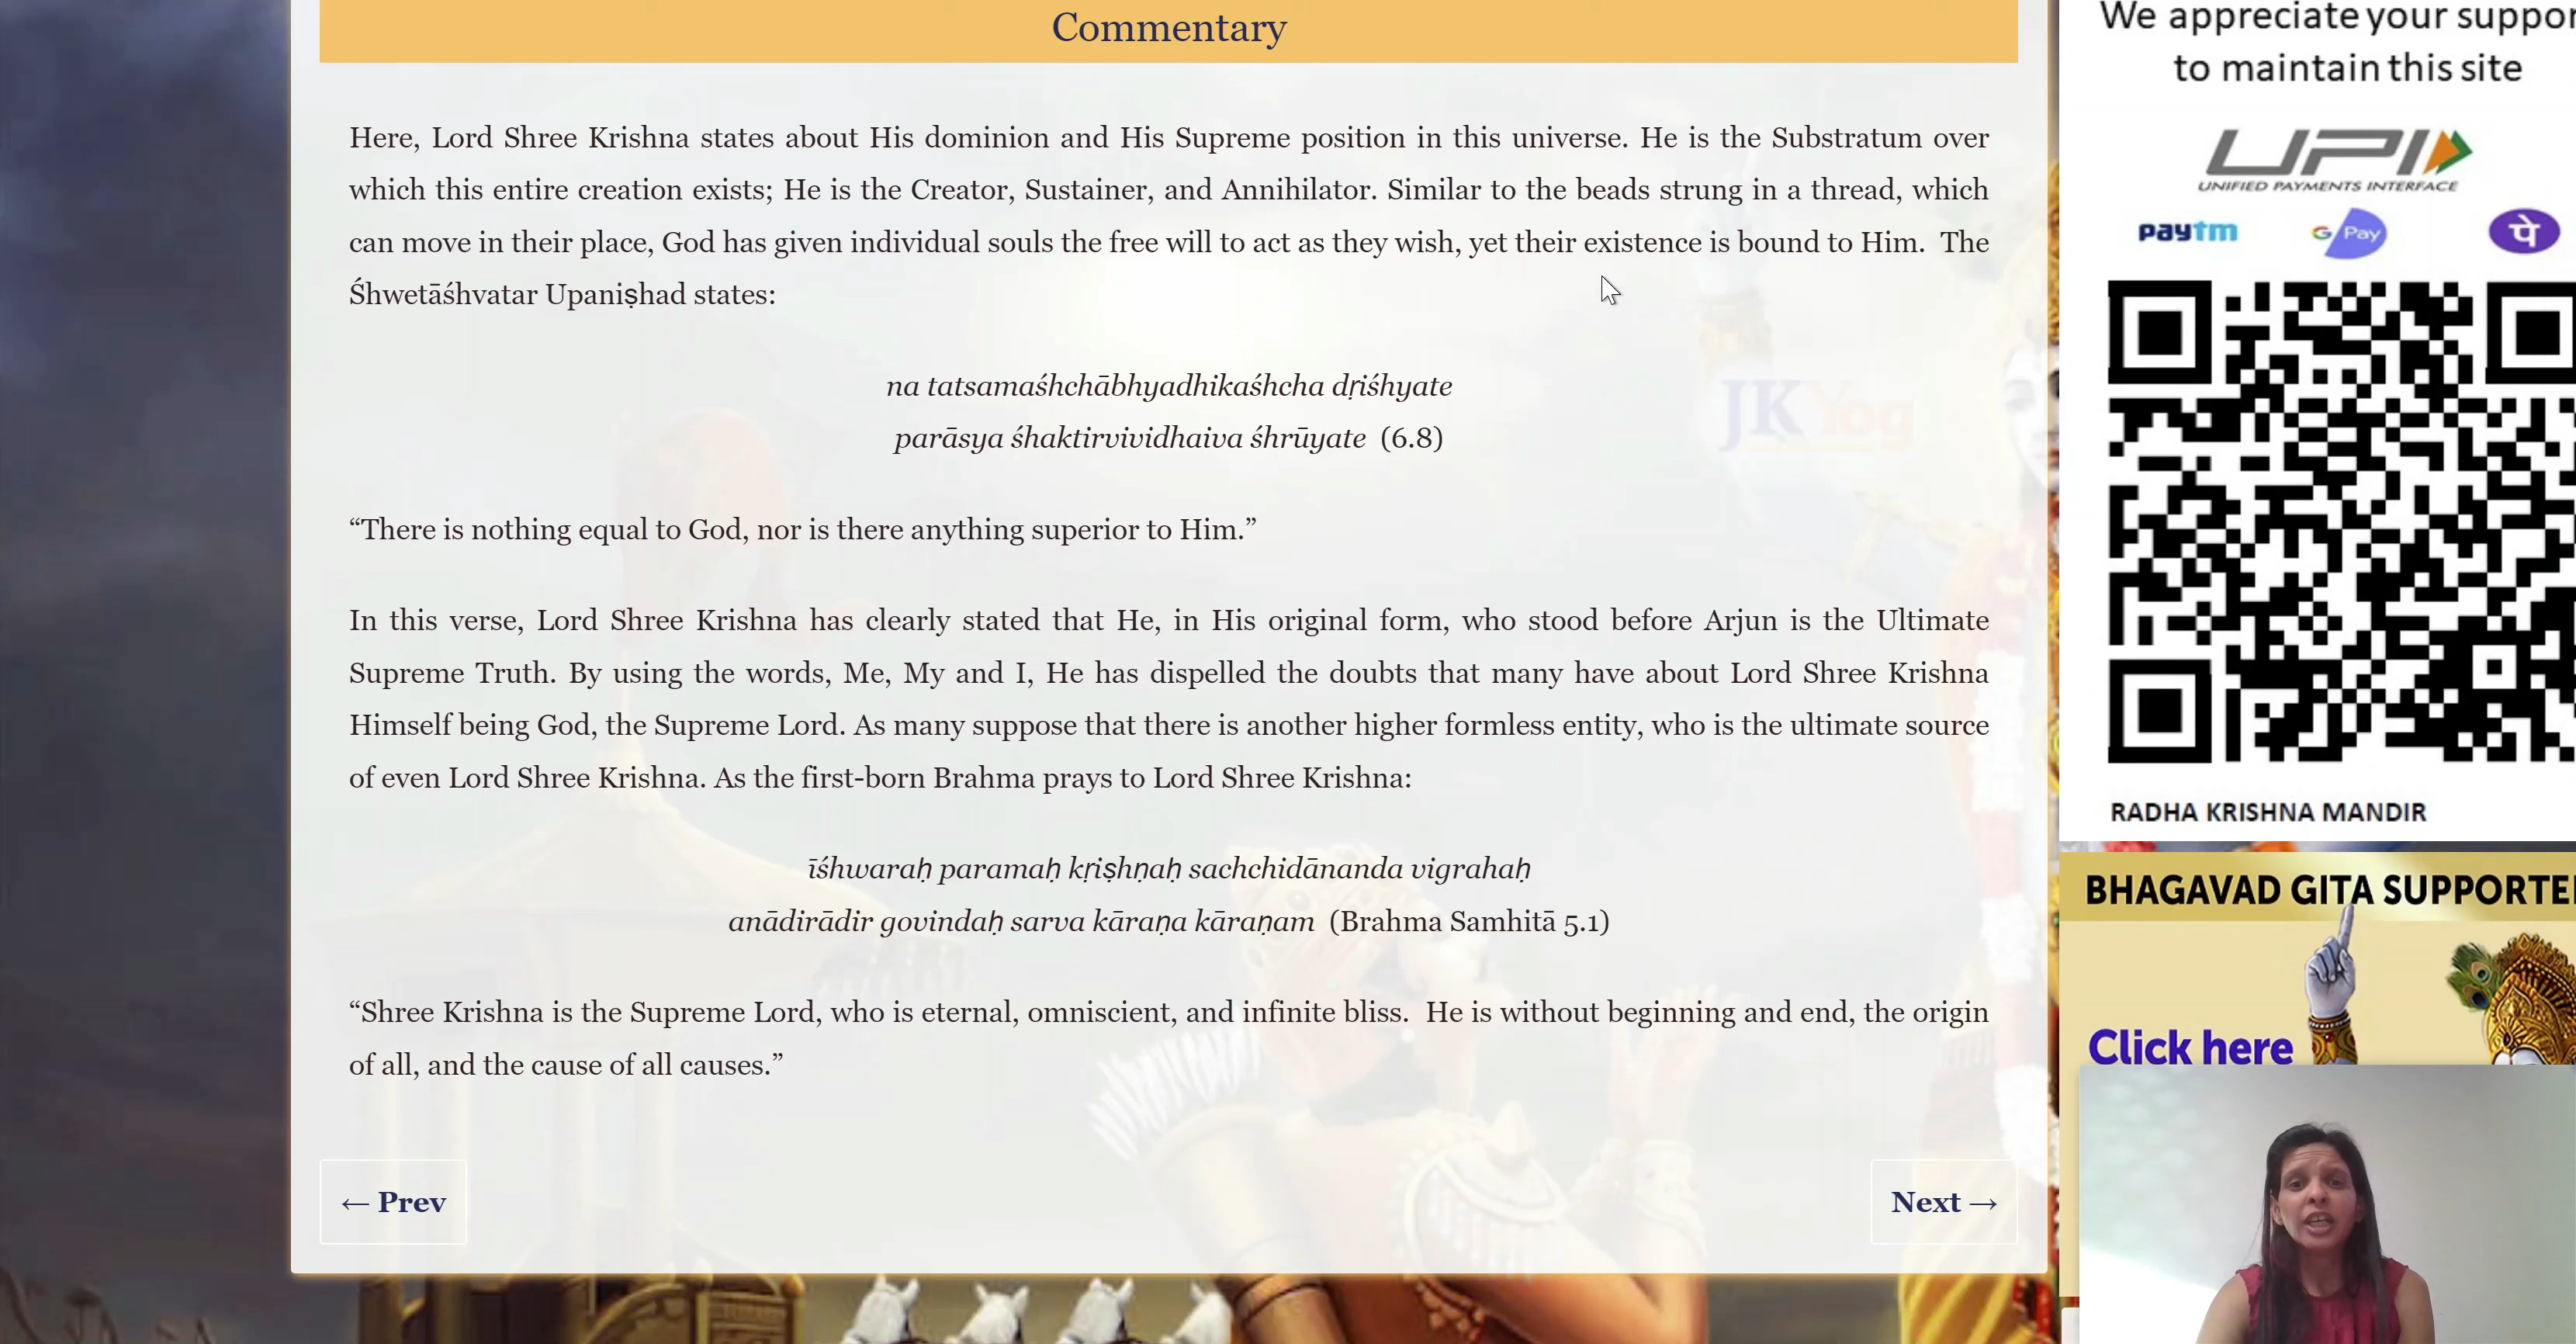 Commentary
Here, Lord Shree Krishna states about His dominion and His Supreme position in this universe. He is the Substratum over
which this entire creation exists; He is the Creator, Sustainer, and Annihilator. Similar to the beads strung in a thread, which
can move in their place, God has given individual souls the free will to act as they wish, yet their existence is bound to Him.  The
Śhwetāśhvatar Upaniṣhad states:
na tatsamaśhchābhyadhikaśhcha dṛiśhyate
parāsya śhaktirvividhaiva śhrūyate  (6.8)
“There is nothing equal to God, nor is there anything superior to Him.”
In this verse, Lord Shree Krishna has clearly stated that He, in His original form, who stood before Arjun is the Ultimate
Supreme Truth. By using the words, Me, My and I, He has dispelled the doubts that many have about Lord Shree Krishna
Himself being God, the Supreme Lord. As many suppose that there is another higher formless entity, who is the ultimate source
of even Lord Shree Krishna. As the first-born Brahma prays to Lord Shree Krishna:
īśhwaraḥ paramaḥ kṛiṣhṇaḥ sachchidānanda vigrahaḥ
anādirādir govindaḥ sarva kāraṇa kāraṇam  (Brahma Samhitā 5.1)
“Shree Krishna is the Supreme Lord, who is eternal, omniscient, and infinite bliss.  He is without beginning and end, the origin
of all, and the cause of all causes.”
← Prev
Next →
JKYog
We appreciate your suppor
to maintain this site
UPI
UNIFIED PAYMENTS INTERFACE
paytm
G Pay
पे
RADHA KRISHNA MANDIR
BHAGAVAD GITA SUPPORTE
Click here